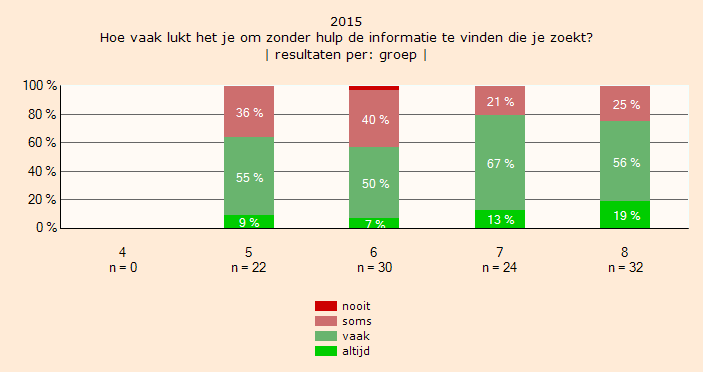 2015
Hoe vaak lukt het je om zonder hulp de informatie te vinden die je zoekt?
| resultaten per: groep |
100 %
80 %
60 %
40 %
20 %
0 %
36 %
55 %
9 %
40 %
50 %
7 %
21 %
67 %
13 %
25 %
56 %
19 %
4
n = 0
5
n = 22
6
n = 30
7
n = 24
8
n = 32
nooit
soms
vaak
altijd